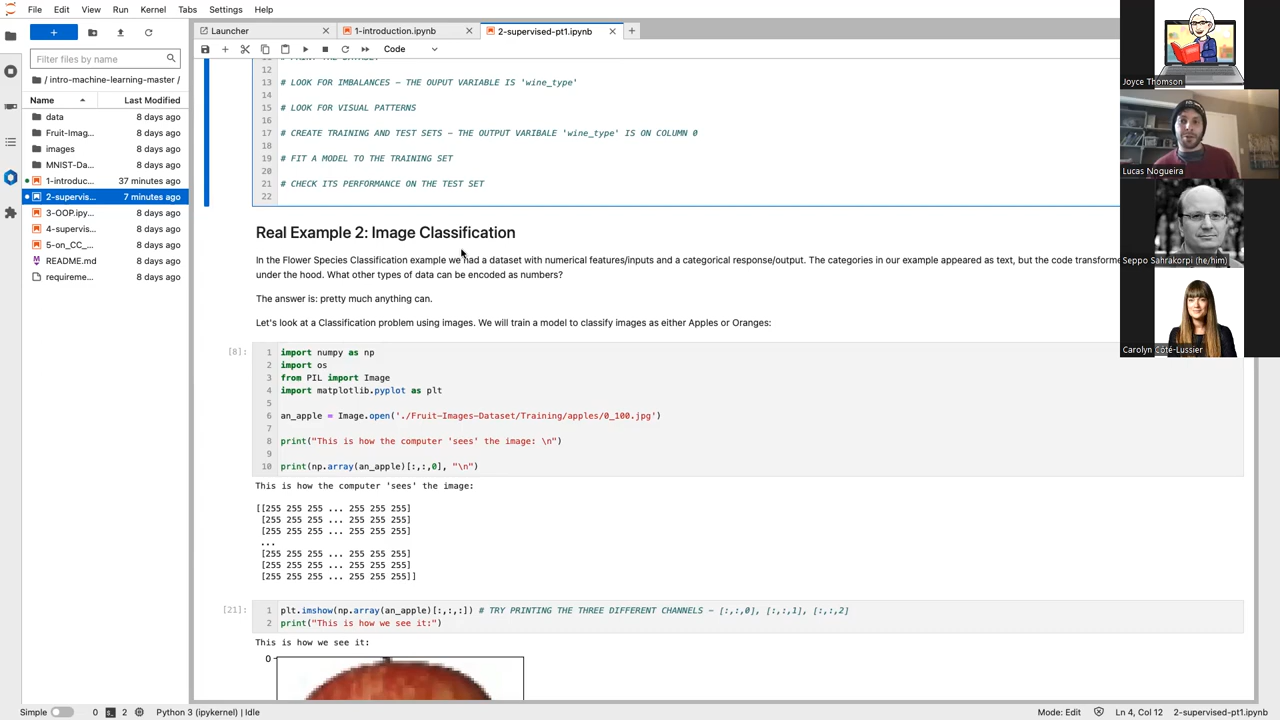 File Edit View Run Kernel Tabs Settings Help
Launcher
1-introduction.ipynb
2-supervised-pt1.ipynb
Code
Filter files by name
/ intro-machine-learning-master /
Name Last Modified
data 8 days ago
Fruit-Imag... 8 days ago
images 8 days ago
MNIST-Da... 8 days ago
1-introduc... 37 minutes ago
2-supervis... 7 minutes ago
3-OOP.ipy... 8 days ago
4-supervis... 8 days ago
5-on_CC_... 8 days ago
README.md 8 days ago
requireme... 8 days ago
12
13 # LOOK FOR IMBALANCES – THE OUPUT VARIABLE IS 'wine_type'
14
15 # LOOK FOR VISUAL PATTERNS
16
17 # CREATE TRAINING AND TEST SETS – THE OUTPUT VARIBALE 'wine_type' IS ON COLUMN 0
18
19 # FIT A MODEL TO THE TRAINING SET
20
21 # CHECK ITS PERFORMANCE ON THE TEST SET
22
Real Example 2: Image Classification
In the Flower Species Classification example we had a dataset with numerical features/inputs and a categorical response/output. The categories in our example appeared as text, but the code transforme
under the hood. What other types of data can be encoded as numbers?
The answer is: pretty much anything can.
Let's look at a Classification problem using images. We will train a model to classify images as either Apples or Oranges:
[8]:
1 import numpy as np
2 import os
3 from PIL import Image
4 import matplotlib.pyplot as plt
5
6 an_apple = Image.open('./Fruit-Images-Dataset/Training/apples/0_100.jpg')
7
8 print("This is how the computer 'sees' the image: \n")
9
10 print(np.array(an_apple)[:,:,0], "\n")
This is how the computer 'sees' the image:
[[255 255 255 ... 255 255 255]
[255 255 255 ... 255 255 255]
[255 255 255 ... 255 255 255]
...
[255 255 255 ... 255 255 255]
[255 255 255 ... 255 255 255]
[255 255 255 ... 255 255 255]]
[21]:
1 plt.imshow(np.array(an_apple)[:,:,:]) # TRY PRINTING THE THREE DIFFERENT CHANNELS – [:,:,0], [:,:,1], [:,:,2]
2 print("This is how we see it:")
This is how we see it:
0
Joyce Thomson
Lucas Nogueira
Seppo Sahrakorpi (he/him)
Carolyn Côté-Lussier
Simple 0 2 Python 3 (ipykernel) | Idle
Mode: Edit Ln 4, Col 12 2-supervised-pt1.ipynb